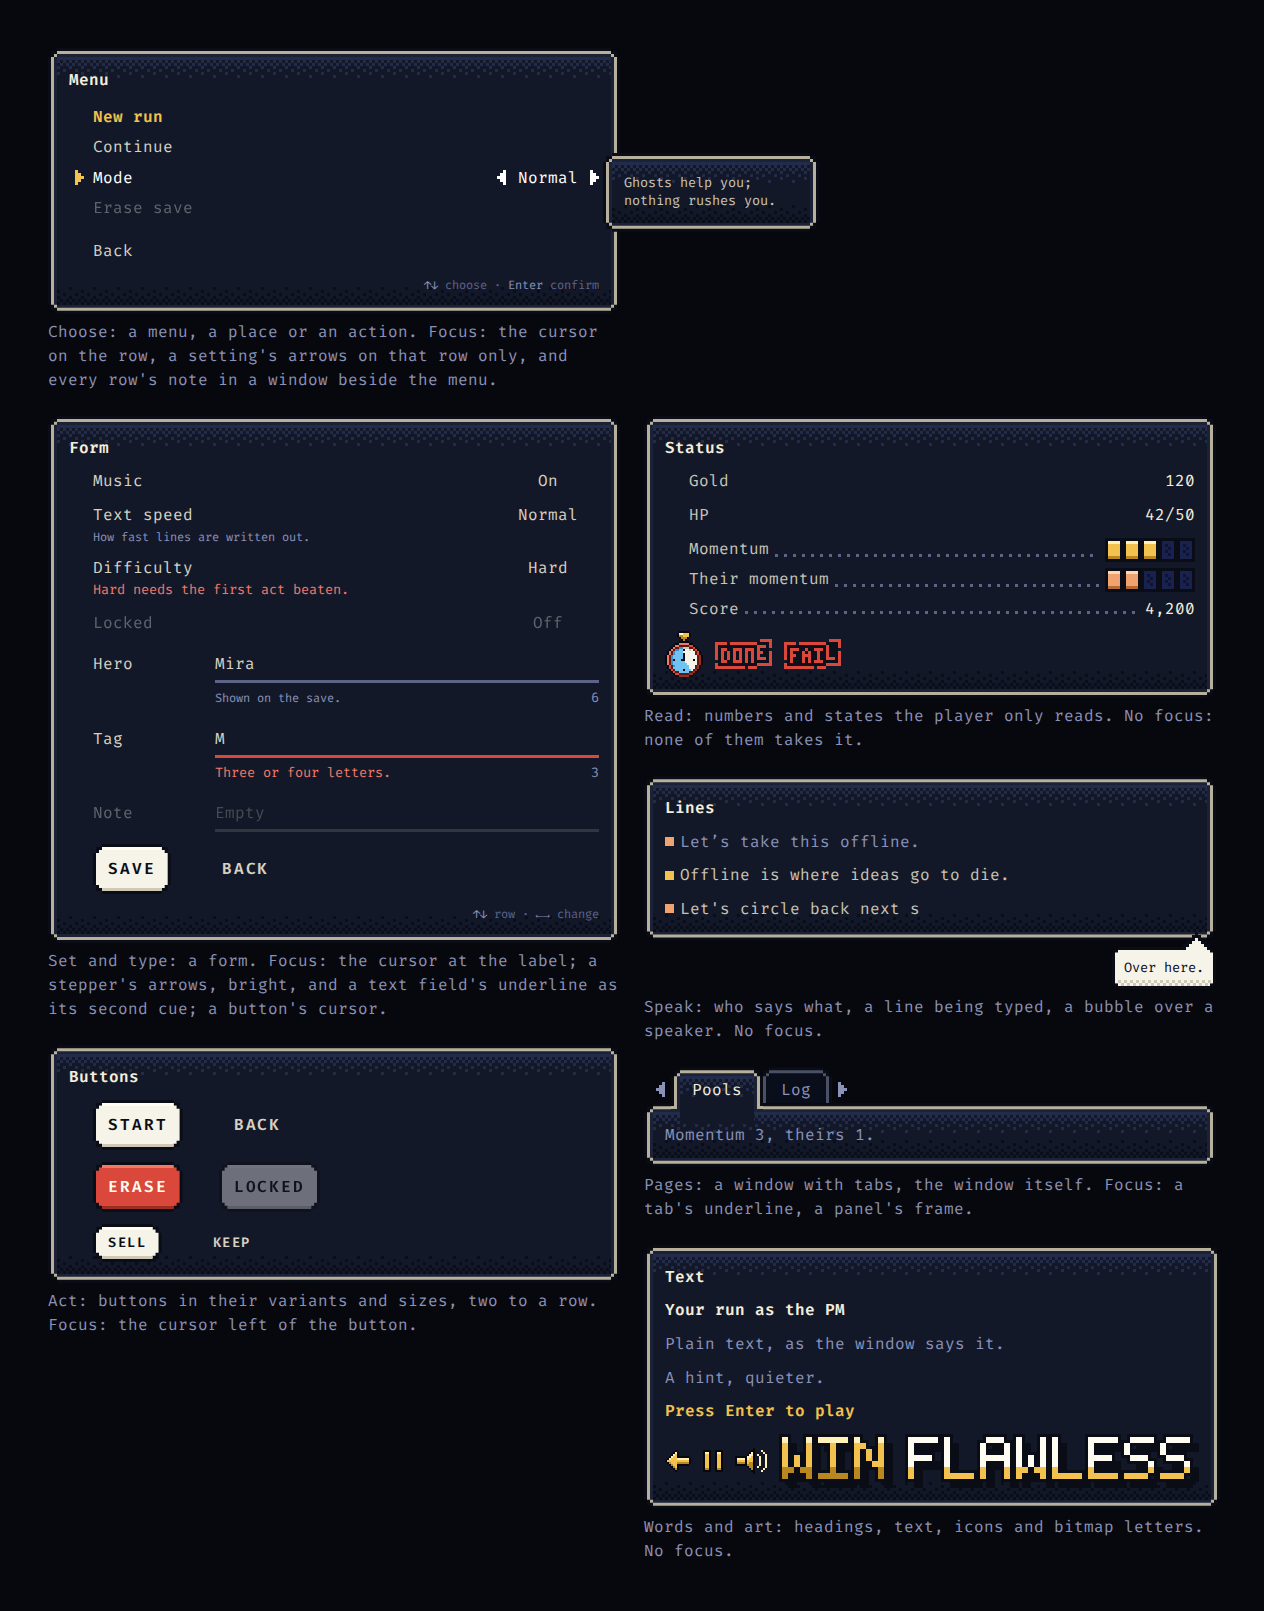 Menu
New run
Continue
Mode Normal
Ghosts help you;
nothing rushes you.
Erase save
Back
↑↓ choose · Enter confirm
Choose: a menu, a place or an action. Focus: the cursor
on the row, a setting's arrows on that row only, and
every row's note in a window beside the menu.
Form
Music On
Text speed Normal
How fast lines are written out.
Difficulty Hard
Hard needs the first act beaten.
Locked Off
Hero Mira
Shown on the save. 6
Tag M
Three or four letters. 3
Note Empty
SAVE BACK
↑↓ row · ←→ change
Set and type: a form. Focus: the cursor at the label; a
stepper's arrows, bright, and a text field's underline as
its second cue; a button's cursor.
Buttons
START BACK
ERASE LOCKED
SELL KEEP
Act: buttons in their variants and sizes, two to a row.
Focus: the cursor left of the button.
Status
Gold 120
HP 42/50
Momentum
Their momentum
Score 4,200
DONE FAIL
Read: numbers and states the player only reads. No focus:
none of them takes it.
Lines
Let’s take this offline.
Offline is where ideas go to die.
Let's circle back next s
Over here.
Speak: who says what, a line being typed, a bubble over a
speaker. No focus.
Pools Log
Momentum 3, theirs 1.
Pages: a window with tabs, the window itself. Focus: a
tab's underline, a panel's frame.
Text
Your run as the PM
Plain text, as the window says it.
A hint, quieter.
Press Enter to play
WIN FLAWLESS
Words and art: headings, text, icons and bitmap letters.
No focus.